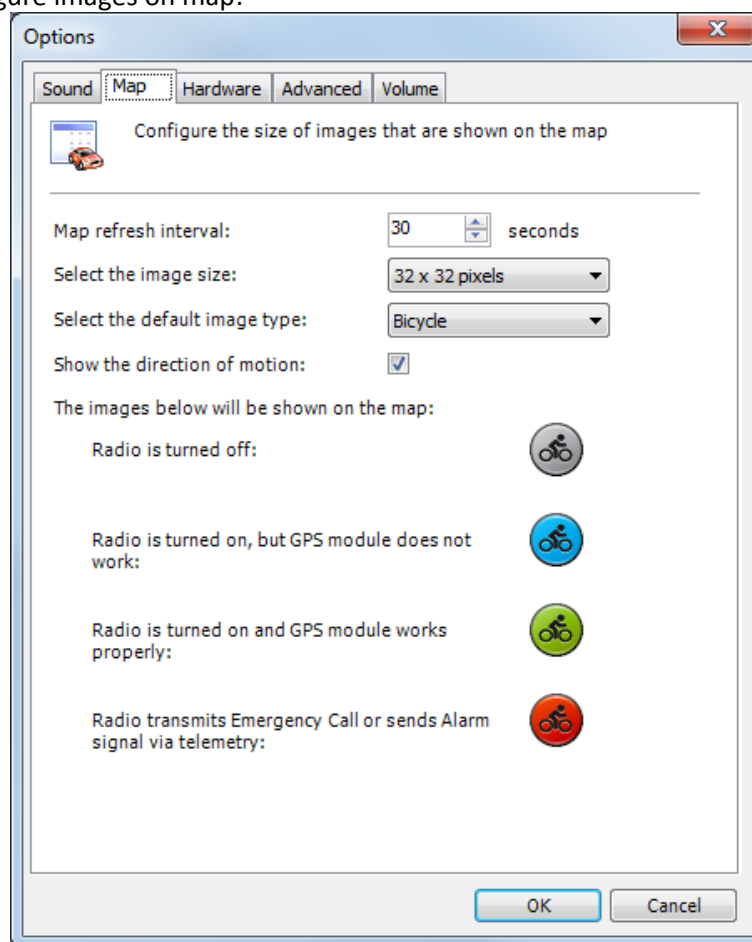 gure images on map:
Options
Sound Map Hardware Advanced Volume
Configure the size of images that are shown on the map
Map refresh interval: 30 seconds
Select the image size: 32 x 32 pixels
Select the default image type: Bicycle
Show the direction of motion:
The images below will be shown on the map:
Radio is turned off:
Radio is turned on, but GPS module does not
work:
Radio is turned on and GPS module works
properly:
Radio transmits Emergency Call or sends Alarm
signal via telemetry:
OK Cancel